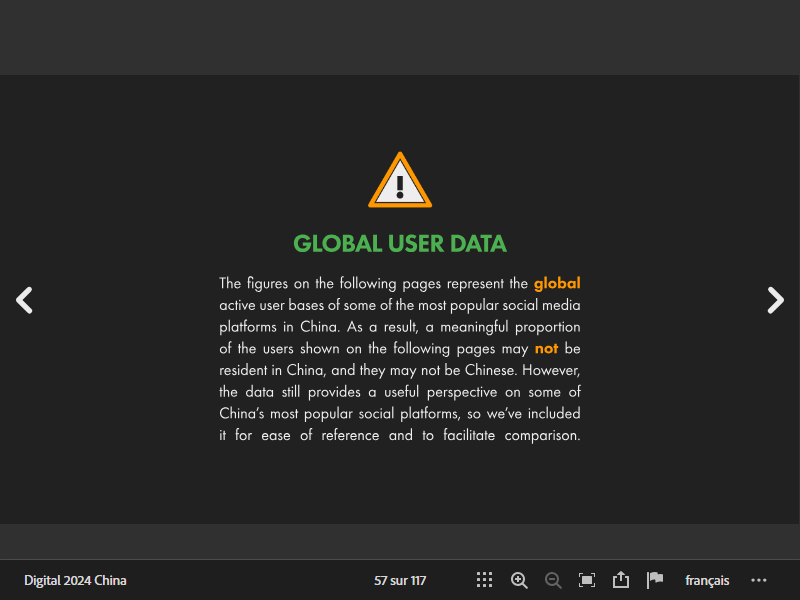 GLOBAL USER DATA
The figures on the following pages represent the global
active user bases of some of the most popular social media
platforms in China. As a result, a meaningful proportion
of the users shown on the following pages may not be
resident in China, and they may not be Chinese. However,
the data still provides a useful perspective on some of
China’s most popular social platforms, so we’ve included
it for ease of reference and to facilitate comparison.
Digital 2024 China
57 sur 117
français